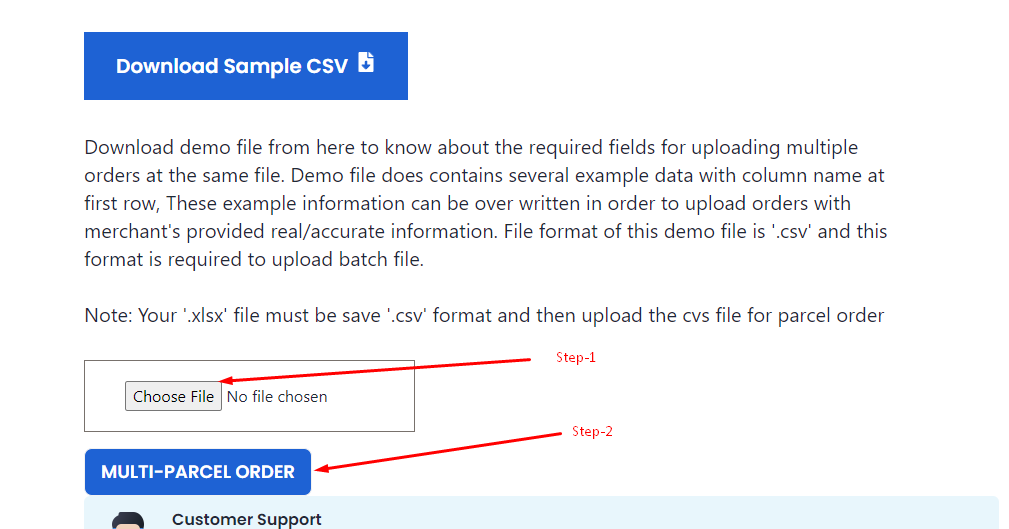 Download Sample CSV
Download demo file from here to know about the required fields for uploading multiple
orders at the same file. Demo file does contains several example data with column name at
first row, These example information can be over written in order to upload orders with
merchant's provided real/accurate information. File format of this demo file is '.csv' and this
format is required to upload batch file.
Note: Your '.xlsx' file must be save '.csv' format and then upload the cvs file for parcel order
Step-1
Choose File No file chosen
Step-2
MULTI-PARCEL ORDER
Customer Support